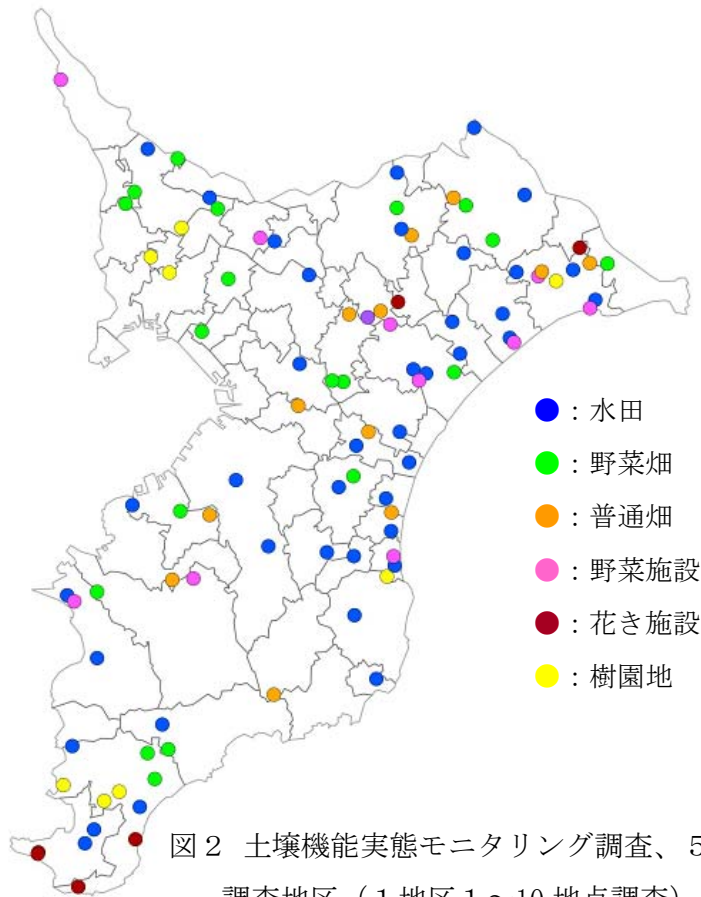 ：水田
：野菜畑
：普通畑
：野菜施設
：花き施設
：樹園地
図２ 土壌機能実態モニタリング調査、５
調査地区（１地区１～10 地点調査）